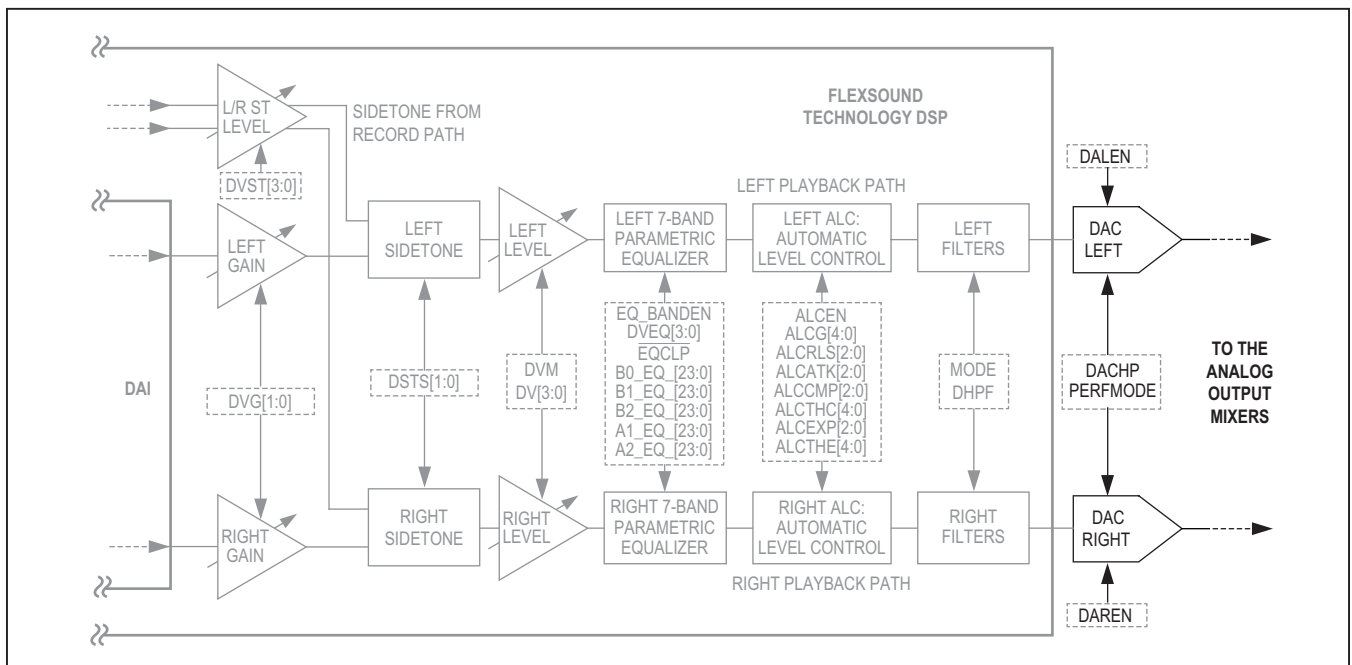 L/R ST
LEVEL
SIDETONE FROM
RECORD PATH
FLEXSOUND
TECHNOLOGY DSP
DVST[3:0]
DALEN
LEFT PLAYBACK PATH
LEFT
GAIN
LEFT
SIDETONE
LEFT
LEVEL
LEFT 7-BAND
PARAMETRIC
EQUALIZER
LEFT ALC:
AUTOMATIC
LEVEL CONTROL
LEFT
FILTERS
DAC
LEFT
DAI
DVG[1:0]
DSTS[1:0]
DVM
DV[3:0]
EQ_BANDEN
DVEQ[3:0]
EQCLP
B0_EQ_[23:0]
B1_EQ_[23:0]
B2_EQ_[23:0]
A1_EQ_[23:0]
A2_EQ_[23:0]
ALCEN
ALCG[4:0]
ALCRLS[2:0]
ALCATK[2:0]
ALCCMP[2:0]
ALCTHC[4:0]
ALCEXP[2:0]
ALCTHE[4:0]
MODE
DHPF
DACHP
PERFMODE
TO THE
ANALOG
OUTPUT
MIXERS
RIGHT
GAIN
RIGHT
SIDETONE
RIGHT
LEVEL
RIGHT 7-BAND
PARAMETRIC
EQUALIZER
RIGHT ALC:
AUTOMATIC
LEVEL CONTROL
RIGHT
FILTERS
DAC
RIGHT
RIGHT PLAYBACK PATH
DAREN